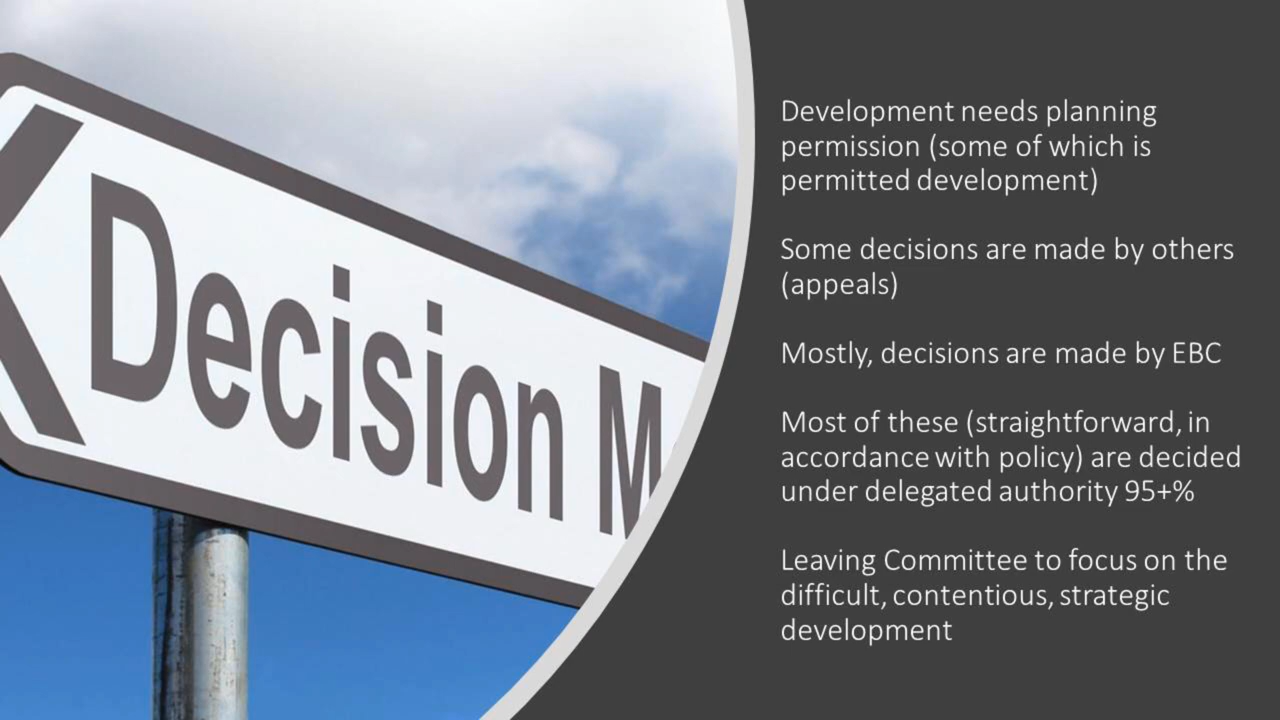 Decision M
Development needs planning
permission (some of which is
permitted development)
Some decisions are made by others
(appeals)
Mostly, decisions are made by EBC
Most of these (straightforward, in
accordance with policy) are decided
under delegated authority 95+%
Leaving Committee to focus on the
difficult, contentious, strategic
development